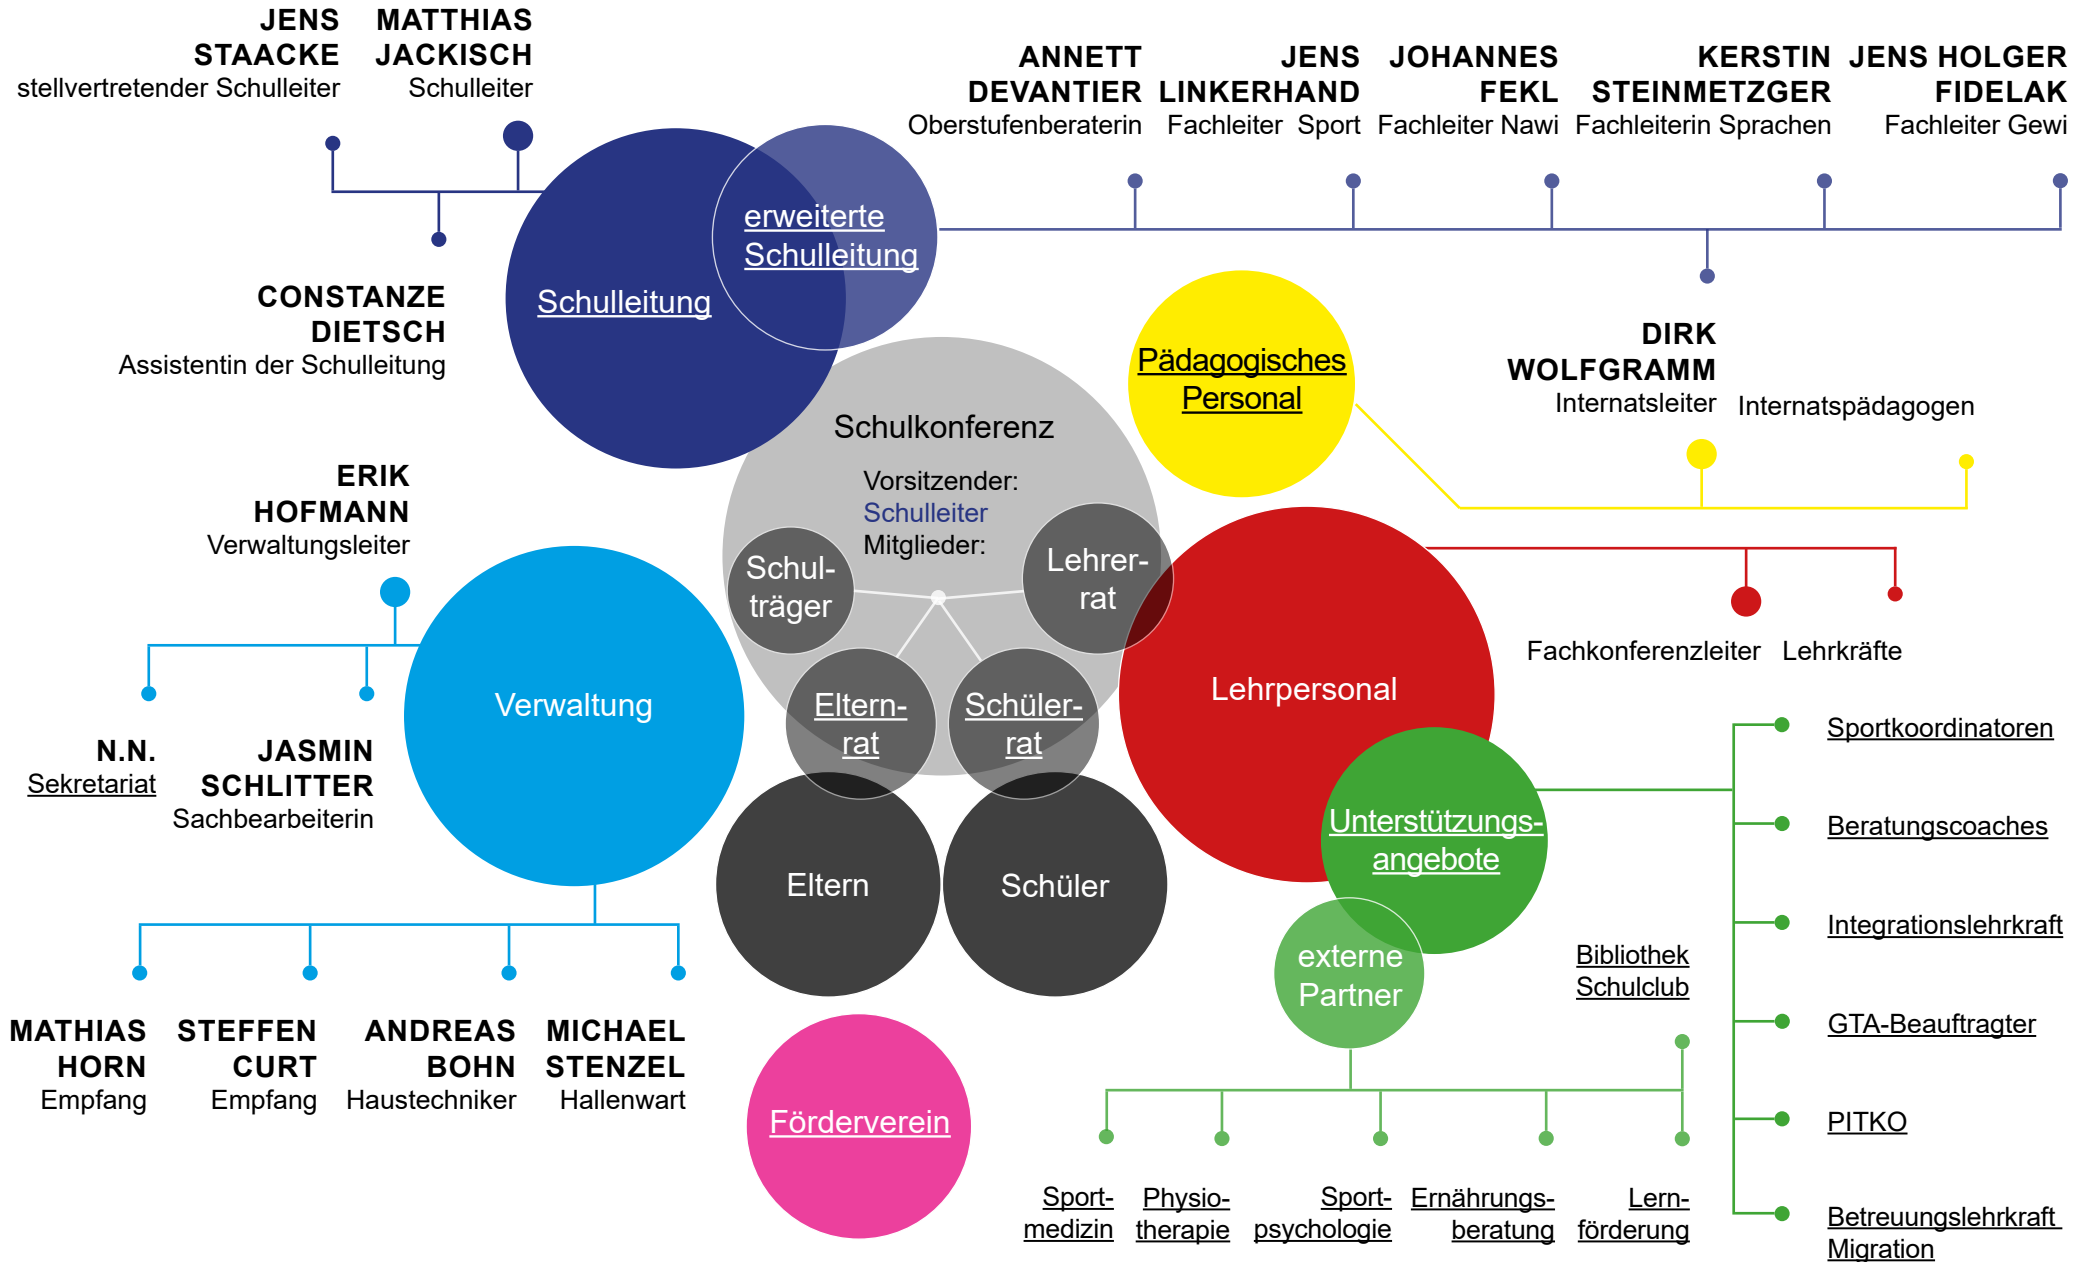 JENS
STAACKE
stellvertretender Schulleiter
MATTHIAS
JACKISCH
Schulleiter
ANNETT
DEVANTIER
Oberstufenberaterin
JENS
LINKERHAND
Fachleiter Sport
JOHANNES
FEKL
Fachleiter Nawi
KERSTIN
STEINMETZGER
Fachleiterin Sprachen
JENS HOLGER
FIDELAK
Fachleiter Gewi
erweiterte
Schulleitung
Schulleitung
CONSTANZE
DIETSCH
Assistentin der Schulleitung
Pädagogisches
Personal
DIRK
WOLFGRAMM
Internatsleiter
Internatspädagogen
Schulkonferenz
Vorsitzender:
Schulleiter
Mitglieder:
Schul-
träger
Lehrer-
rat
Eltern-
rat
Schüler-
rat
ERIK
HOFMANN
Verwaltungsleiter
Verwaltung
N.N.
Sekretariat
JASMIN
SCHLITTER
Sachbearbeiterin
Lehrpersonal
Fachkonferenzleiter
Lehrkräfte
Eltern
Schüler
Unterstützungs-
angebote
Sportkoordinatoren
Beratungscoaches
Integrationslehrkraft
GTA-Beauftragter
PITKO
Betreuungslehrkraft
Migration
externe
Partner
Bibliothek
Schulclub
MATHIAS
HORN
Empfang
STEFFEN
CURT
Empfang
ANDREAS
BOHN
Haustechniker
MICHAEL
STENZEL
Hallenwart
Förderverein
Sport-
medizin
Physio-
therapie
Sport-
psychologie
Ernährungs-
beratung
Lern-
förderung